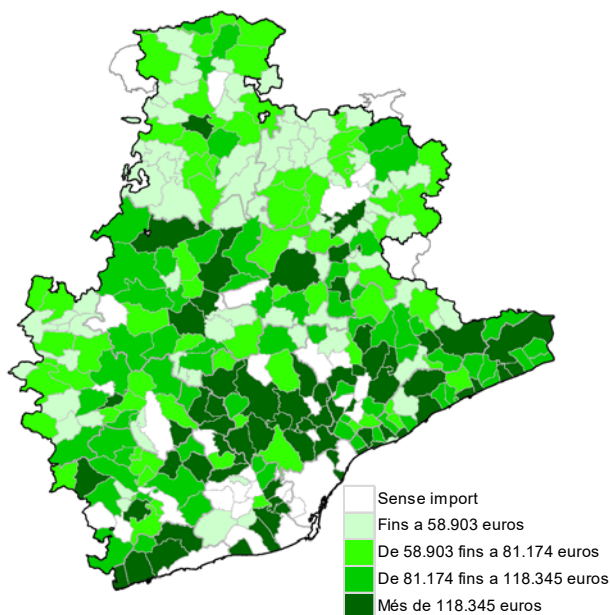 Sense import
Fins a 58.903 euros
De 58.903 fins a 81.174 euros
De 81.174 fins a 118.345 euros
Més de 118.345 euros